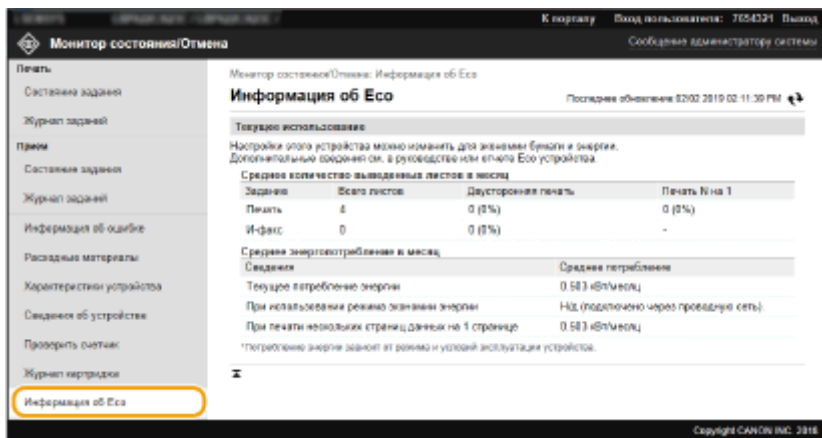 К порталу Вход пользователя: 7654321 Выход
Монитор состояния/Отмена
Сообщение администратору системы
Печать
Состояние задания
Журнал заданий
Прием
Состояние задания
Журнал заданий
Информация об ошибке
Расходные материалы
Характеристики устройства
Сведения об устройстве
Проверить счетчик
Журнал картриджа
Информация об Eco
Монитор состояния/Отмена: Информация об Eco
Информация об Eco
Последнее обновление 02/02 2019 02:11:39 PM
Текущее использование
Настройки этого устройства можно изменить для экономии бумаги и энергии.
Дополнительные сведения см. в руководстве или отчете Eco устройства.
Среднее количество выведенных листов в месяц
Задание Всего листов Двусторонняя печать Печать N на 1
Печать 4 0 (0%) 0 (0%)
И-факс 0 0 (0%) -
Среднее энергопотребление в месяц
Сведения Среднее потребление
Текущее потребление энергии 0.503 кВт/месяц
При использовании режима экономии энергии Н/д (подключено через проводную сеть).
При печати нескольких страниц данных на 1 странице 0.503 кВт/месяц
*Потребление энергии зависит от режима и условий эксплуатации устройства.
Copyright CANON INC. 2018